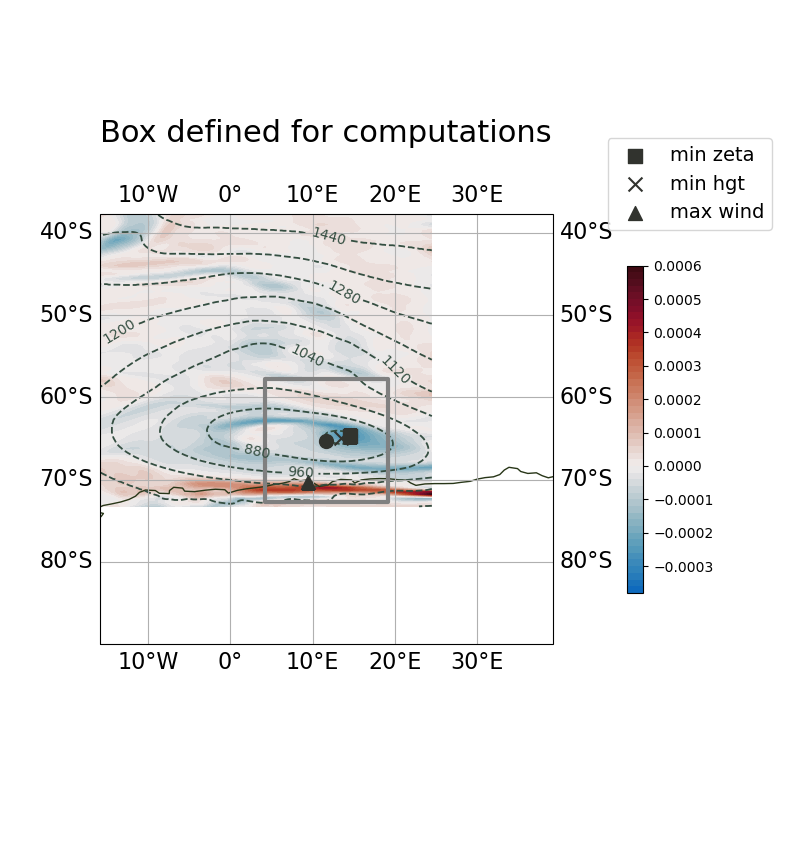 Box defined for computations
min zeta
min hgt
max wind
10°W 0° 10°E 20°E 30°E
40°S 40°S
50°S 50°S
60°S 60°S
70°S 70°S
80°S 80°S
10°W 0° 10°E 20°E 30°E
1440
1280
1200
1040
1120
880
960
0.0006
0.0005
0.0004
0.0003
0.0002
0.0001
0.0000
−0.0001
−0.0002
−0.0003